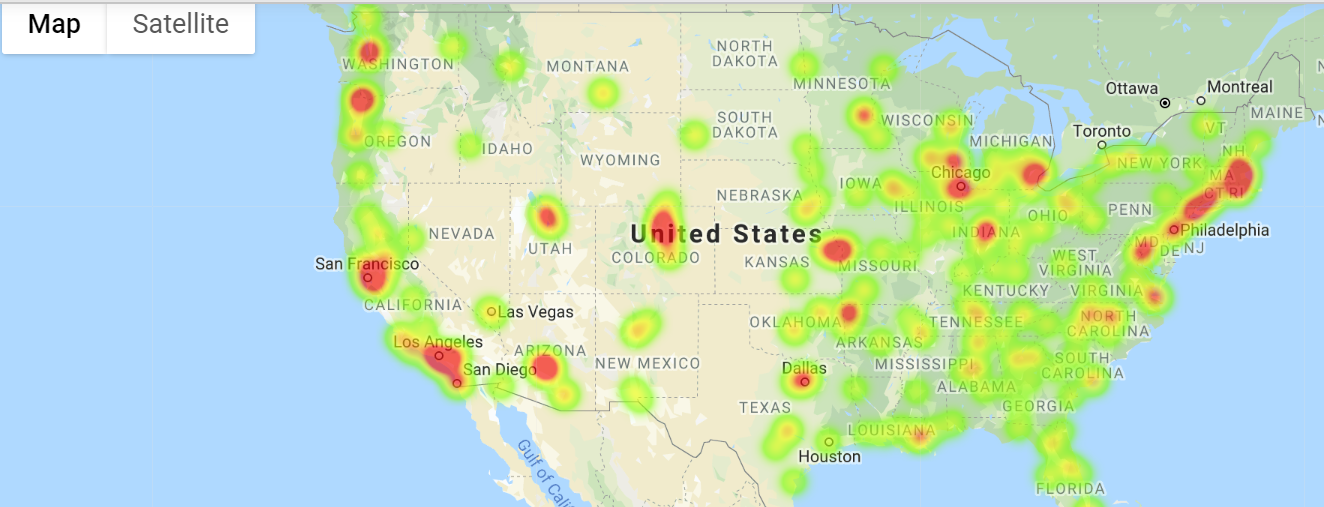 Map
Satellite
WASHINGTON
MONTANA
NORTH
DAKOTA
MINNESOTA
Ottawa
Montreal
MAINE
OREGON
IDAHO
SOUTH
DAKOTA
WISCONSIN
MICHIGAN
Toronto
VT
NH
WYOMING
NEW YORK
MA
CT RI
Chicago
IOWA
NEBRASKA
ILLINOIS
INDIANA
OHIO
PENN
Philadelphia
NEVADA
UTAH
United States
COLORADO
KANSAS
MISSOURI
WEST
VIRGINIA
MD
DE NJ
San Francisco
CALIFORNIA
Las Vegas
KENTUCKY
VIRGINIA
OKLAHOMA
TENNESSEE
NORTH
CAROLINA
Los Angeles
San Diego
ARIZONA
NEW MEXICO
ARKANSAS
MISSISSIPPI
SOUTH
CAROLINA
Dallas
ALABAMA
TEXAS
GEORGIA
LOUISIANA
Houston
FLORIDA
Gulf of Cali